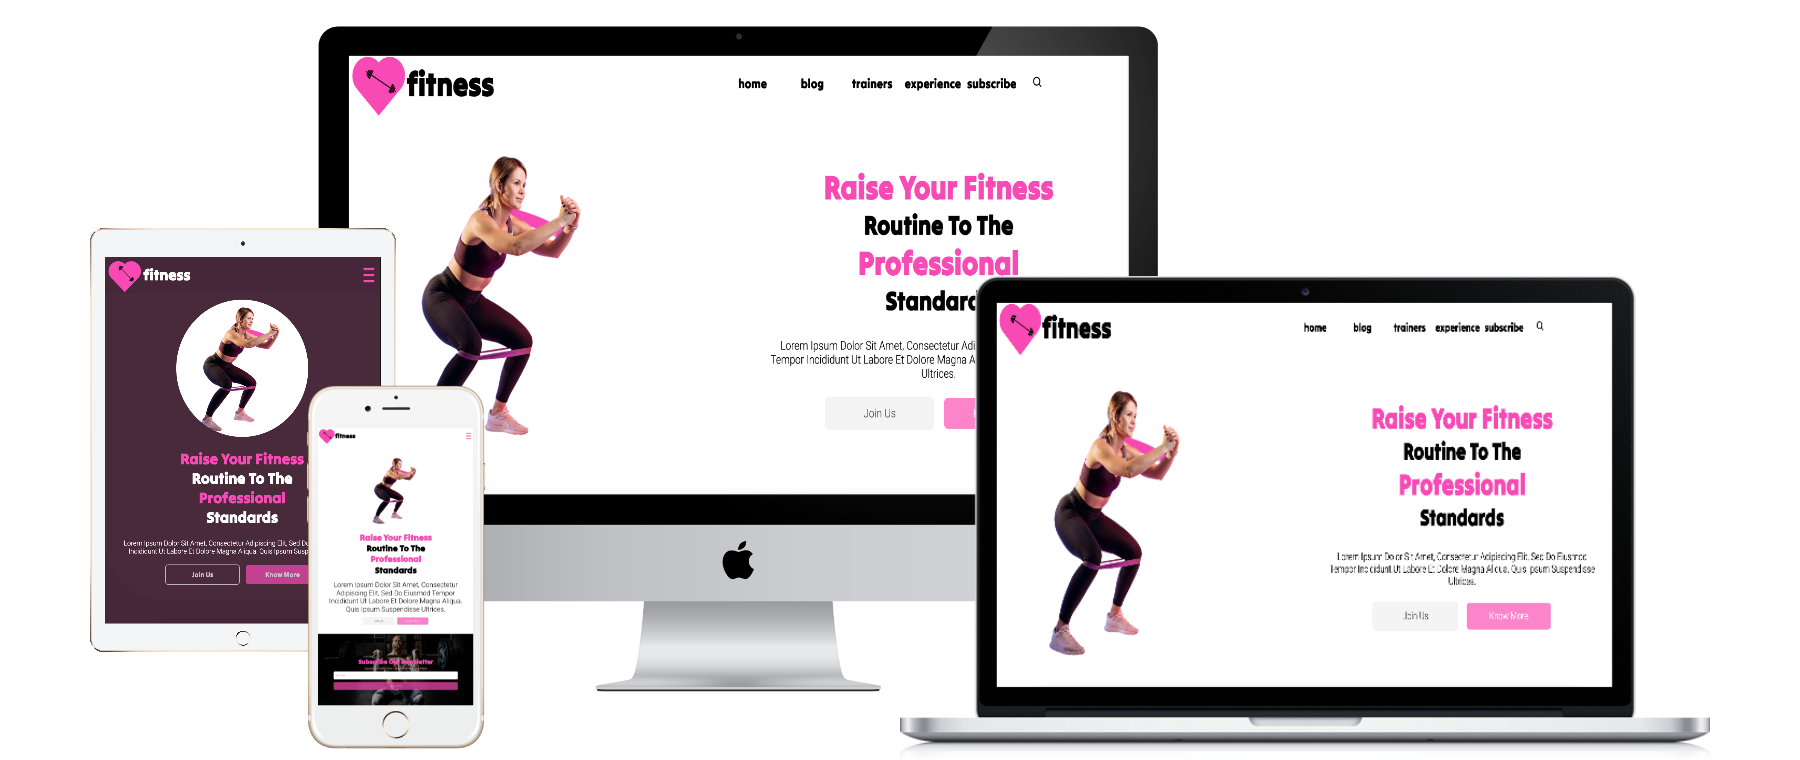 fitness
home blog trainers experience subscribe
Raise Your Fitness
Routine To The
Professional
Standard
Lorem Ipsum Dolor Sit Amet, Consectetur Adi
Tempor Incididunt Ut Labore Et Dolore Magna A
Ultrices.
Join Us
fitness
Raise Your Fitness
Routine To The
Professional
Standards
Lorem Ipsum Dolor Sit Amet, Consectetur Adipiscing Elit, Sed Do
Incididunt Ut Labore Et Dolore Magna Aliqua. Quis Ipsum Susp
Join Us Know More
fitness
Raise Your Fitness
Routine To The
Professional
Standards
Lorem Ipsum Dolor Sit Amet, Consectetur
Adipiscing Elit, Sed Do Eiusmod Tempor
Incididunt Ut Labore Et Dolore Magna Aliqua.
Quis Ipsum Suspendisse Ultrices.
Subscribe Our Newsletter
fitness
home blog trainers experience subscribe
Raise Your Fitness
Routine To The
Professional
Standards
Lorem Ipsum Dolor Sit Amet, Consectetur Adipiscing Elit, Sed Do Eiusmod
Tempor Incididunt Ut Labore Et Dolore Magna Aliqua. Quis Ipsum Suspendisse
Ultrices.
Join Us Know More